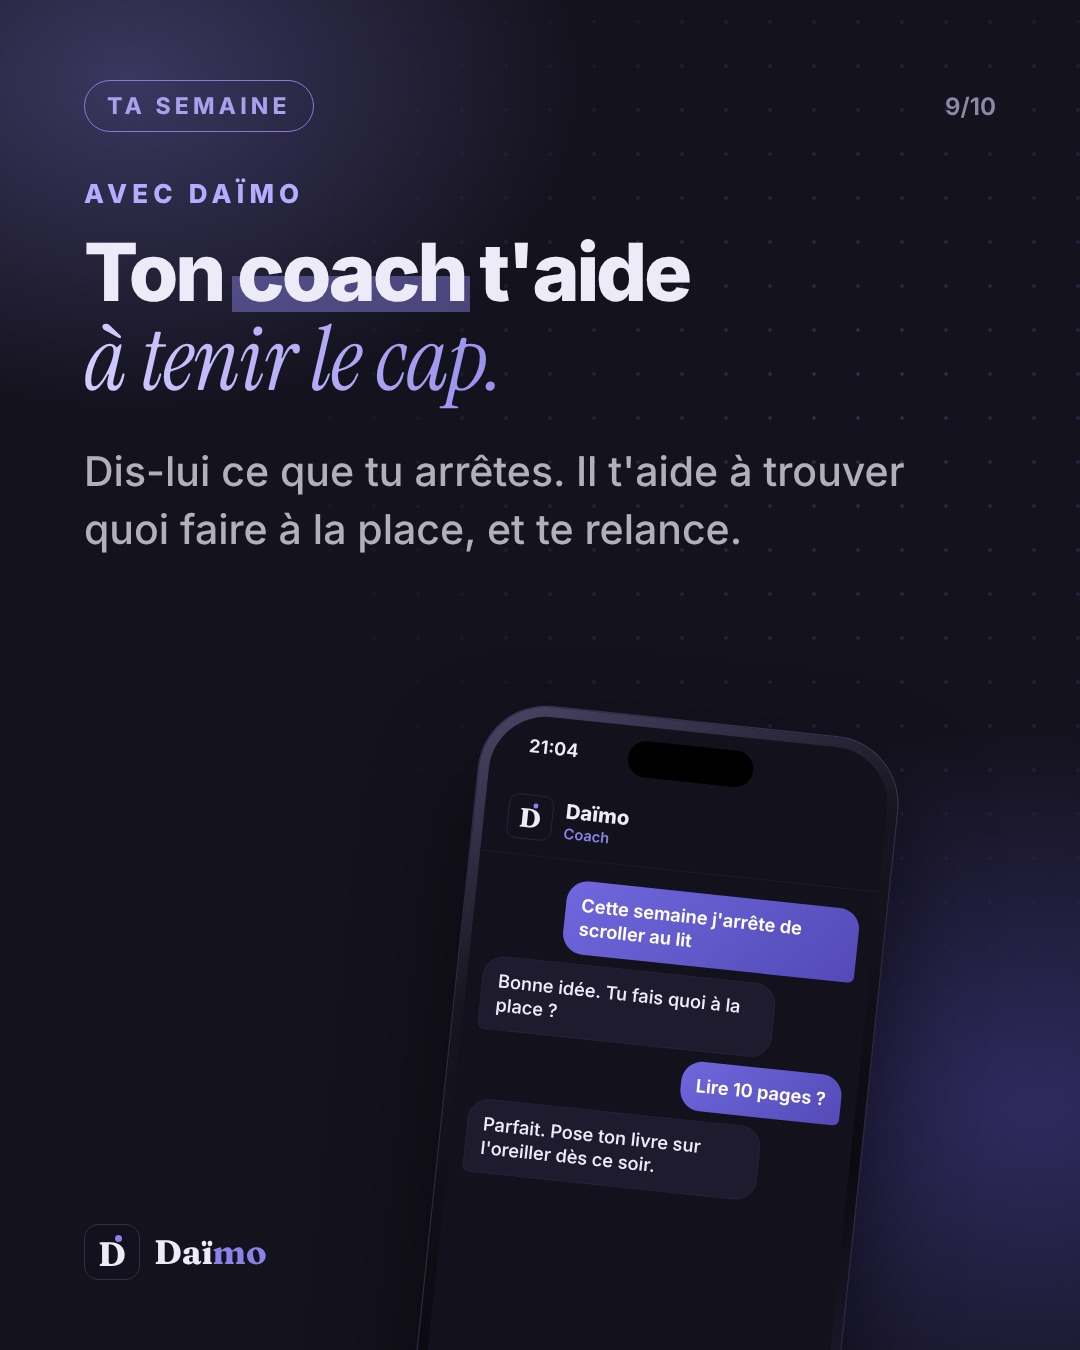 TA SEMAINE
9/10
AVEC DAÏMO
Ton coach t'aide
à tenir le cap.
Dis-lui ce que tu arrêtes. Il t'aide à trouver
quoi faire à la place, et te relance.
21:04
D
Daïmo
Coach
Cette semaine j'arrête de
scroller au lit
Bonne idée. Tu fais quoi à la
place ?
Lire 10 pages ?
Parfait. Pose ton livre sur
l'oreiller dès ce soir.
D
Daïmo